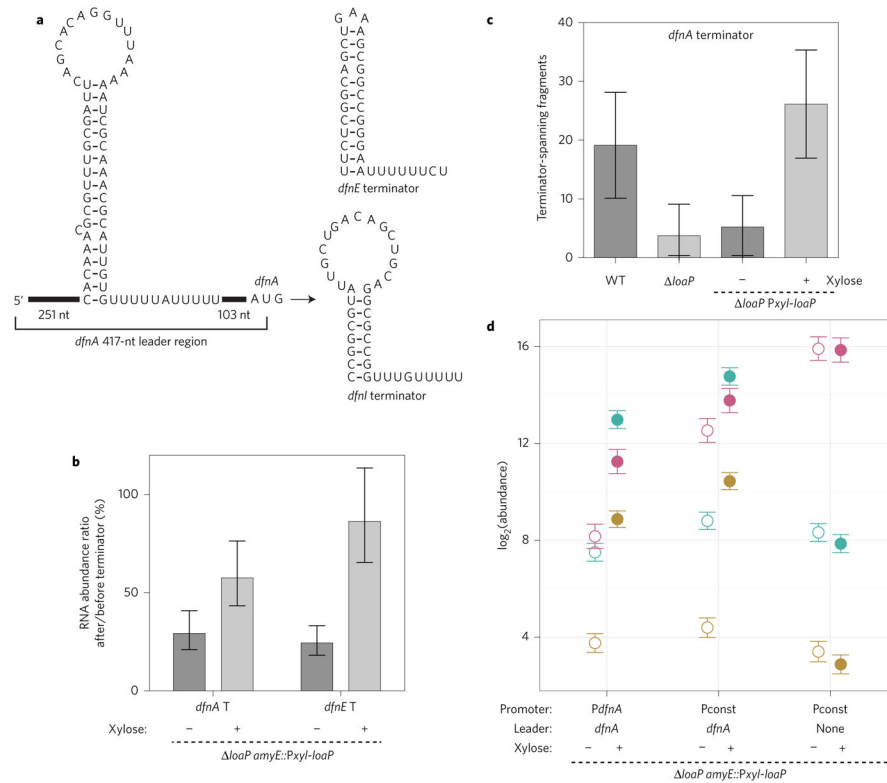 a
5′
251 nt
C–GUUUUUAUUUUU
103 nt
dfnA
AUG
dfnA 417-nt leader region
AUUUUUUCU
dfnE terminator
C–GUUUGUUUUU
dfnI terminator
b
RNA abundance ratio
after/before terminator (%)
100
50
0
dfnA T
dfnE T
Xylose: – + – +
ΔloaP amyE::Pxyl-loaP
c
dfnA terminator
Terminator-spanning fragments
40
30
20
10
0
WT ΔloaP – + Xylose
ΔloaP Pxyl-loaP
d
log2(abundance)
16
12
8
4
Promoter: PdfnA Pconst Pconst
Leader: dfnA dfnA None
Xylose: – + – + – +
ΔloaP amyE::Pxyl-loaP